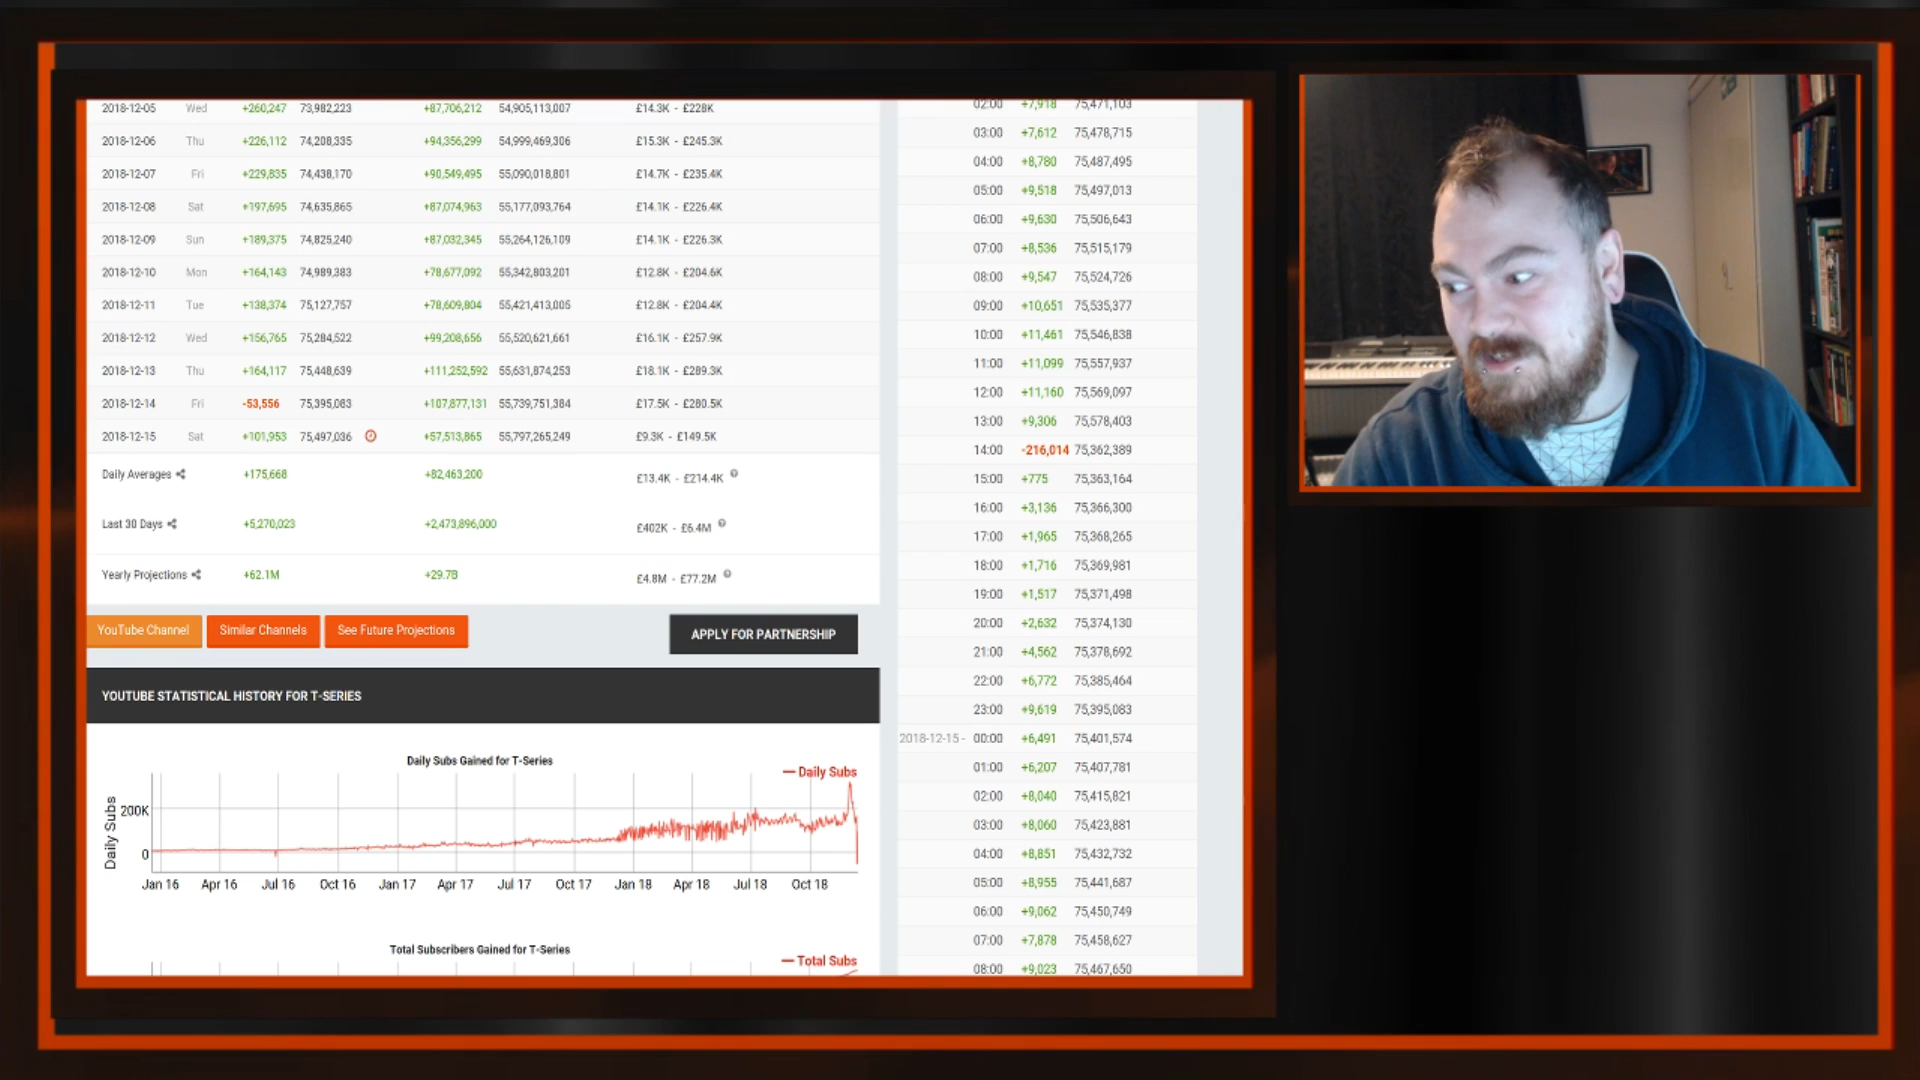 2018-12-05 Wed +260,247 73,982,223 +87,706,212 54,905,113,007 £14.3K - £228K
2018-12-06 Thu +226,112 74,208,335 +94,356,299 54,999,469,306 £15.3K - £245.3K
2018-12-07 Fri +229,835 74,438,170 +90,549,495 55,090,018,801 £14.7K - £235.4K
2018-12-08 Sat +197,695 74,635,865 +87,074,963 55,177,093,764 £14.1K - £226.4K
2018-12-09 Sun +189,375 74,825,240 +87,032,345 55,264,126,109 £14.1K - £226.3K
2018-12-10 Mon +164,143 74,989,383 +78,677,092 55,342,803,201 £12.8K - £204.6K
2018-12-11 Tue +138,374 75,127,757 +78,609,804 55,421,413,005 £12.8K - £204.4K
2018-12-12 Wed +156,765 75,284,522 +99,208,656 55,520,621,661 £16.1K - £257.9K
2018-12-13 Thu +164,117 75,448,639 +111,252,592 55,631,874,253 £18.1K - £289.3K
2018-12-14 Fri -53,556 75,395,083 +107,877,131 55,739,751,384 £17.5K - £280.5K
2018-12-15 Sat +101,953 75,497,036 +57,513,865 55,797,265,249 £9.3K - £149.5K
Daily Averages +175,668 +82,463,200 £13.4K - £214.4K
Last 30 Days +5,270,023 +2,473,896,000 £402K - £6.4M
Yearly Projections +62.1M +29.7B £4.8M - £77.2M
YouTube Channel Similar Channels See Future Projections APPLY FOR PARTNERSHIP
YOUTUBE STATISTICAL HISTORY FOR T-SERIES
Daily Subs Gained for T-Series
Daily Subs
Daily Subs
200K
0
Jan 16 Apr 16 Jul 16 Oct 16 Jan 17 Apr 17 Jul 17 Oct 17 Jan 18 Apr 18 Jul 18 Oct 18
Total Subscribers Gained for T-Series
Total Subs
02:00 +7,918 75,471,103
03:00 +7,612 75,478,715
04:00 +8,780 75,487,495
05:00 +9,518 75,497,013
06:00 +9,630 75,506,643
07:00 +8,536 75,515,179
08:00 +9,547 75,524,726
09:00 +10,651 75,535,377
10:00 +11,461 75,546,838
11:00 +11,099 75,557,937
12:00 +11,160 75,569,097
13:00 +9,306 75,578,403
14:00 -216,014 75,362,389
15:00 +775 75,363,164
16:00 +3,136 75,366,300
17:00 +1,965 75,368,265
18:00 +1,716 75,369,981
19:00 +1,517 75,371,498
20:00 +2,632 75,374,130
21:00 +4,562 75,378,692
22:00 +6,772 75,385,464
23:00 +9,619 75,395,083
2018-12-15 - 00:00 +6,491 75,401,574
01:00 +6,207 75,407,781
02:00 +8,040 75,415,821
03:00 +8,060 75,423,881
04:00 +8,851 75,432,732
05:00 +8,955 75,441,687
06:00 +9,062 75,450,749
07:00 +7,878 75,458,627
08:00 +9,023 75,467,650